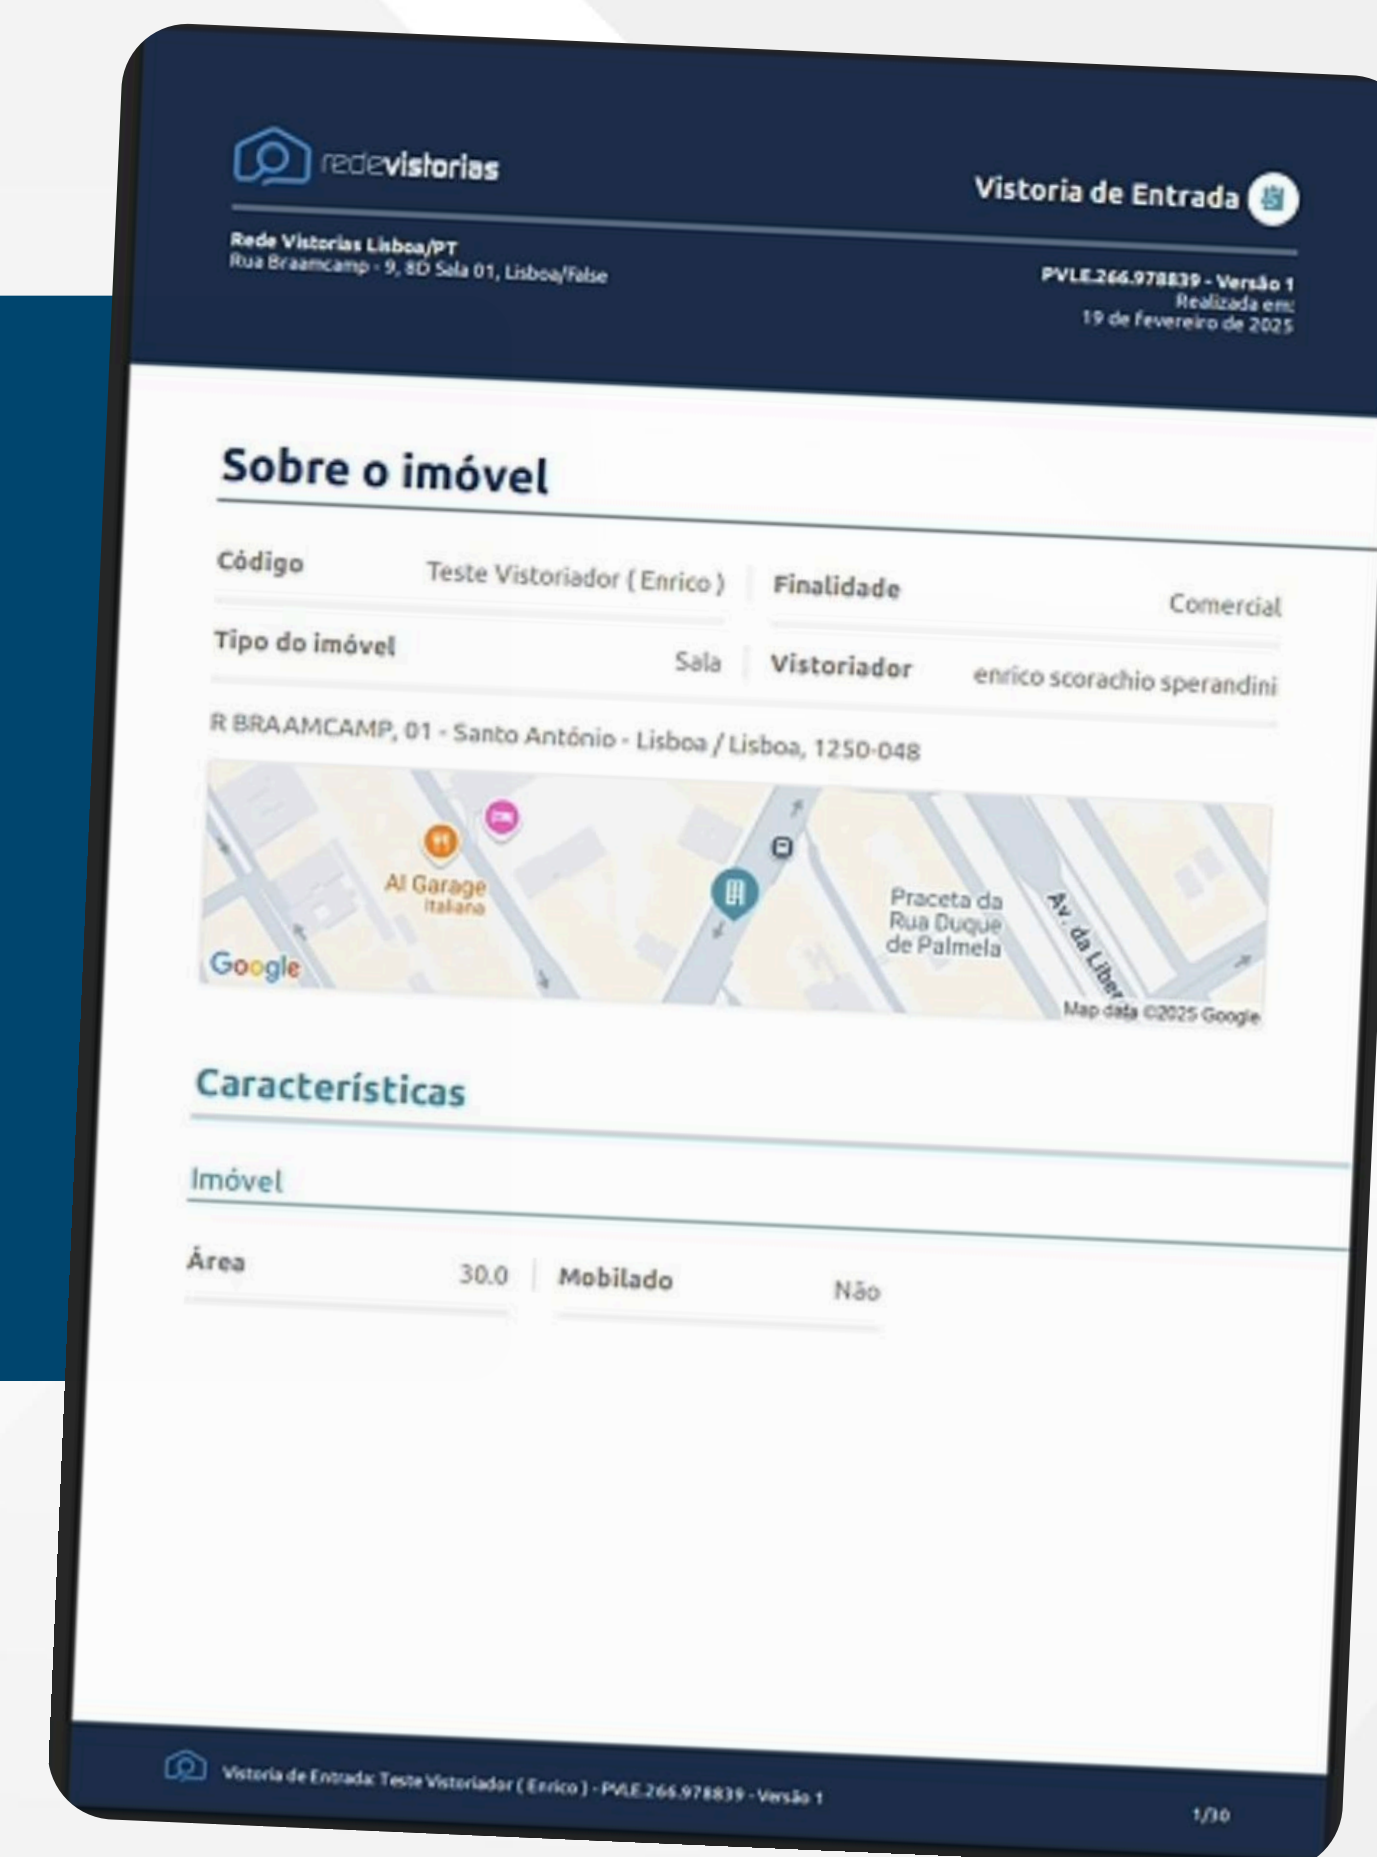 redevistorias
Vistoria de Entrada
Rede Vistorias Lisboa/PT
Rua Braamcamp - 9, 8D Sala 01, Lisboa/False
PVLE.266.978839 - Versão 1
Realizada em:
19 de fevereiro de 2025
Sobre o imóvel
Código Teste Vistoriador ( Enrico ) Finalidade Comercial
Tipo do imóvel Sala Vistoriador enrico scorachio sperandini
R BRAAMCAMP, 01 - Santo António - Lisboa / Lisboa, 1250-048
Al Garage
Italiana
Praceta da
Rua Duque
de Palmela
Av. da Liber
Google
Map data ©2025 Google
Características
Imóvel
Área 30.0 Mobilado Não
Vistoria de Entrada: Teste Vistoriador ( Enrico ) - PVLE.266.978839 - Versão 1
1/30